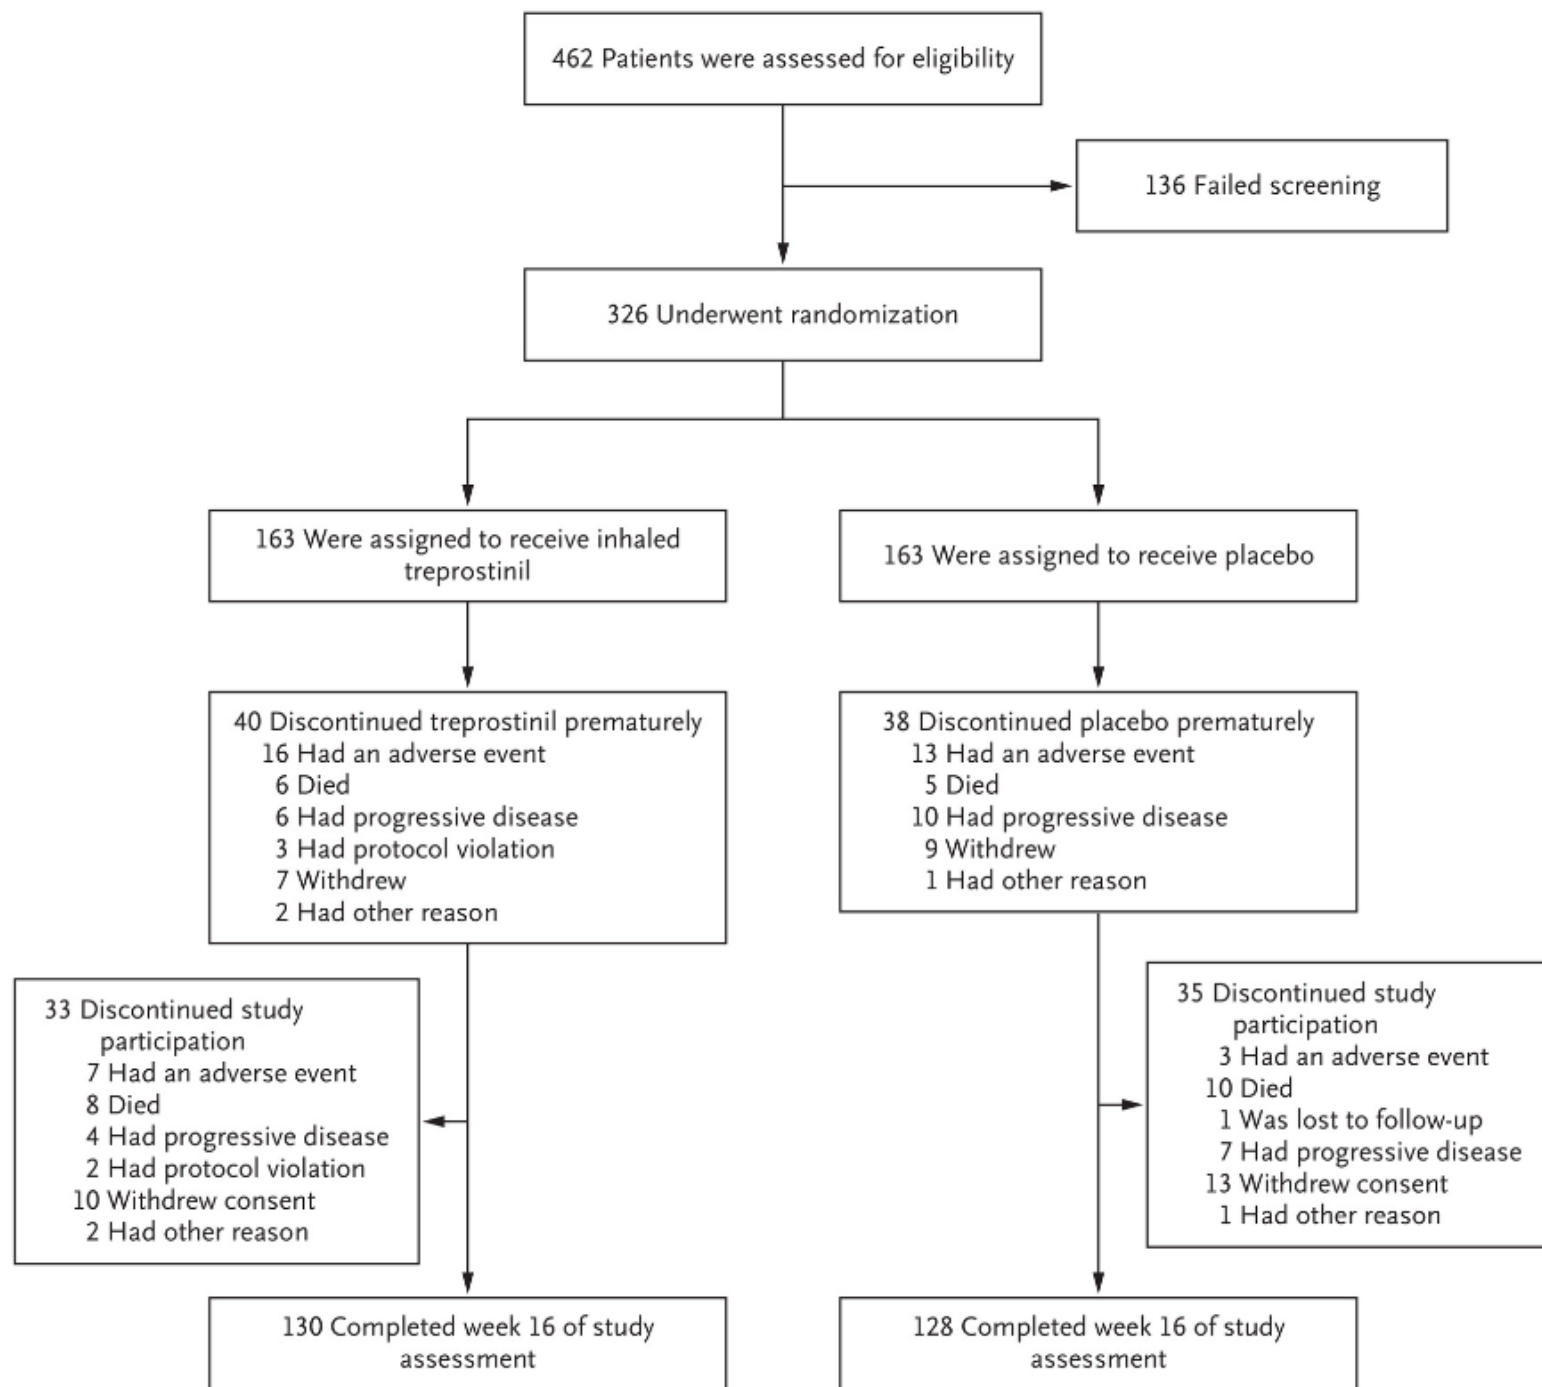 462 Patients were assessed for eligibility
136 Failed screening
326 Underwent randomization
163 Were assigned to receive inhaled
treprostinil
163 Were assigned to receive placebo
40 Discontinued treprostinil prematurely
16 Had an adverse event
6 Died
6 Had progressive disease
3 Had protocol violation
7 Withdrew
2 Had other reason
38 Discontinued placebo prematurely
13 Had an adverse event
5 Died
10 Had progressive disease
9 Withdrew
1 Had other reason
33 Discontinued study
participation
7 Had an adverse event
8 Died
4 Had progressive disease
2 Had protocol violation
10 Withdrew consent
2 Had other reason
35 Discontinued study
participation
3 Had an adverse event
10 Died
1 Was lost to follow-up
7 Had progressive disease
13 Withdrew consent
1 Had other reason
130 Completed week 16 of study
assessment
128 Completed week 16 of study
assessment